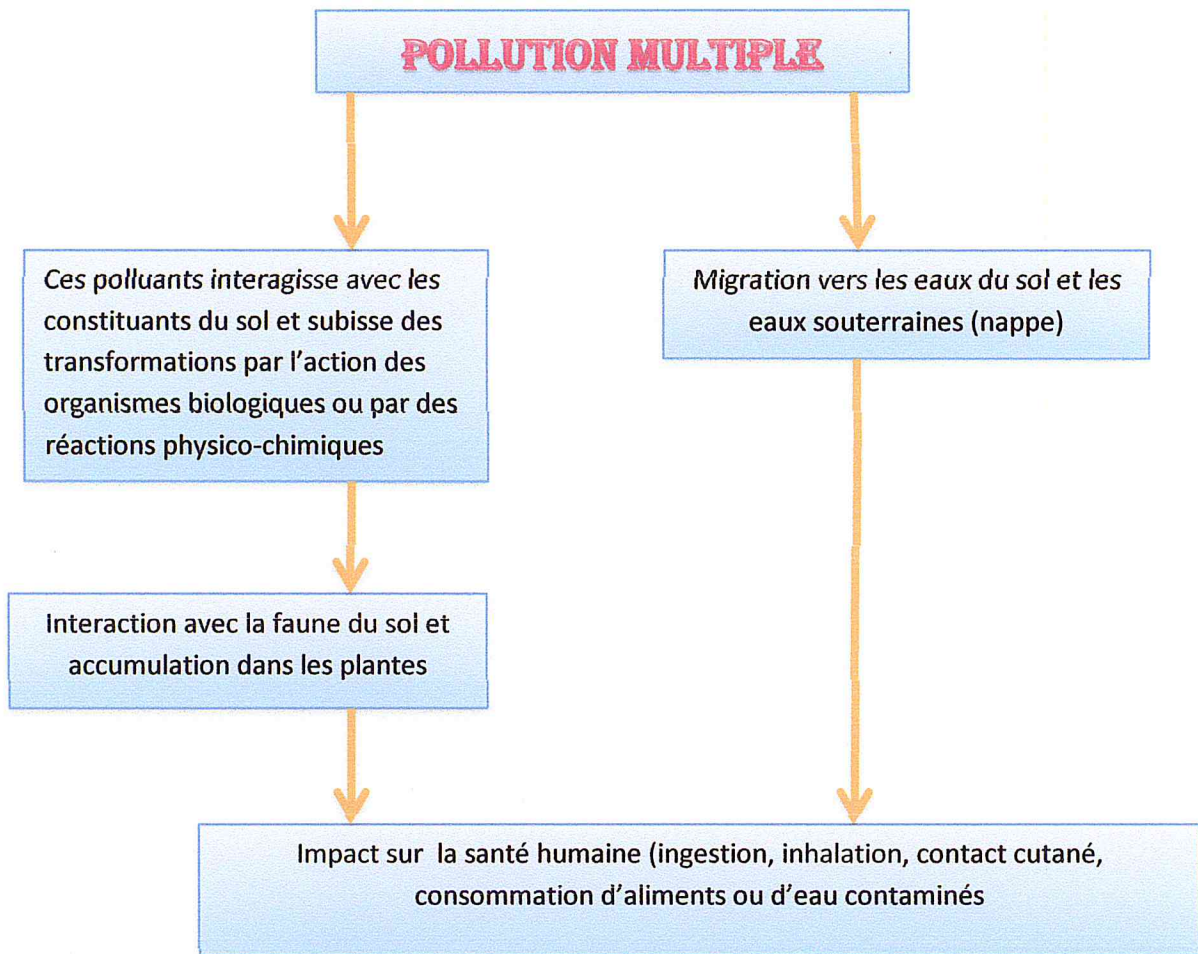 POLLUTION MULTIPLE
Ces polluants interagisse avec les
constituants du sol et subisse des
transformations par l'action des
organismes biologiques ou par des
réactions physico-chimiques
Migration vers les eaux du sol et les
eaux souterraines (nappe)
Interaction avec la faune du sol et
accumulation dans les plantes
Impact sur la santé humaine (ingestion, inhalation, contact cutané,
consommation d'aliments ou d'eau contaminés